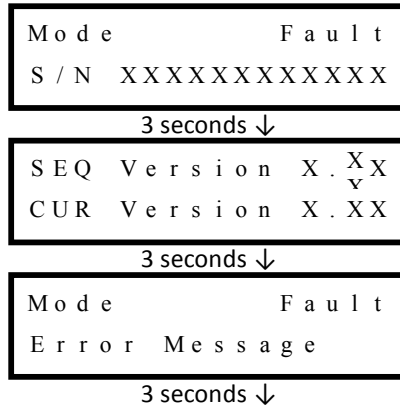 Mode Fault
S/N XXXXXXXXXXXX
3 seconds ↓
SEQ Version X.XX
CUR Version X.XX
3 seconds ↓
Mode Fault
Error Message
3 seconds ↓